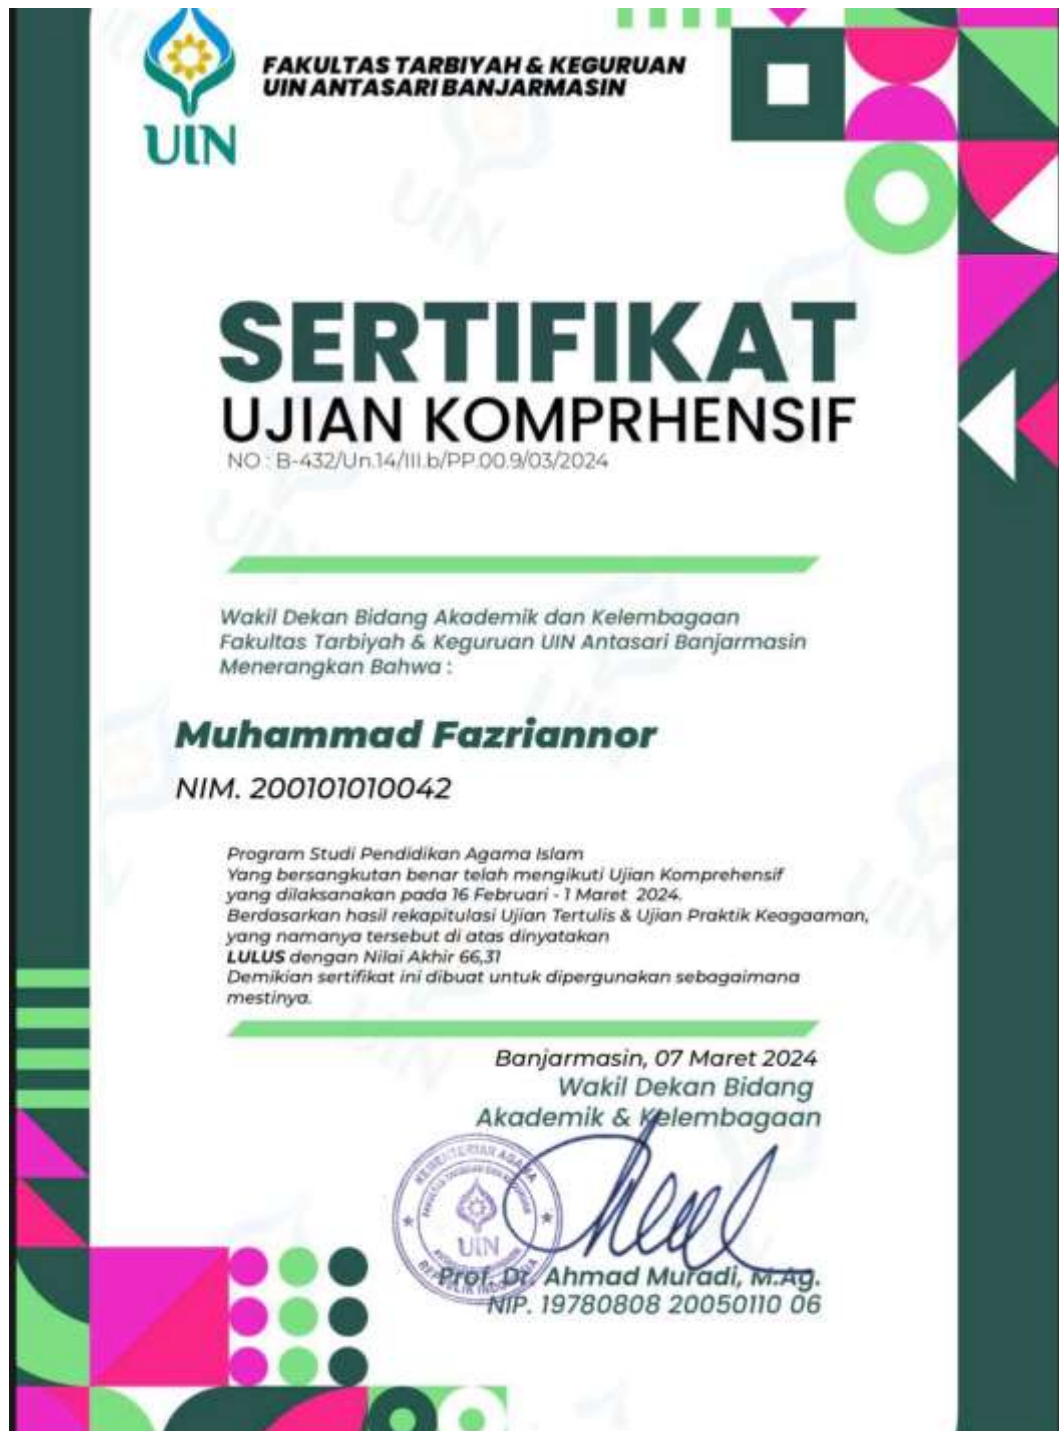 FAKULTAS TARBIYAH & KEGURUAN
UIN ANTASARI BANJARMASIN
UIN
SERTIFIKAT
UJIAN KOMPRHENSIF
NO : B-432/Un.14/III.b/PP.00.9/03/2024
Wakil Dekan Bidang Akademik dan Kelembagaan
Fakultas Tarbiyah & Keguruan UIN Antasari Banjarmasin
Menerangkan Bahwa :
Muhammad Fazriannor
NIM. 200101010042
Program Studi Pendidikan Agama Islam
Yang bersangkutan benar telah mengikuti Ujian Komprehensif
yang dilaksanakan pada 16 Februari - 1 Maret 2024.
Berdasarkan hasil rekapitulasi Ujian Tertulis & Ujian Praktik Keagaaman,
yang namanya tersebut di atas dinyatakan
LULUS dengan Nilai Akhir 66,31
Demikian sertifikat ini dibuat untuk dipergunakan sebagaimana
mestinya.
Banjarmasin, 07 Maret 2024
Wakil Dekan Bidang
Akademik & Kelembagaan
KEMENTERIAN AGAMA
UIN
REPUBLIK INDONESIA
Prof. Dr. Ahmad Muradi, M.Ag.
NIP. 19780808 20050110 06